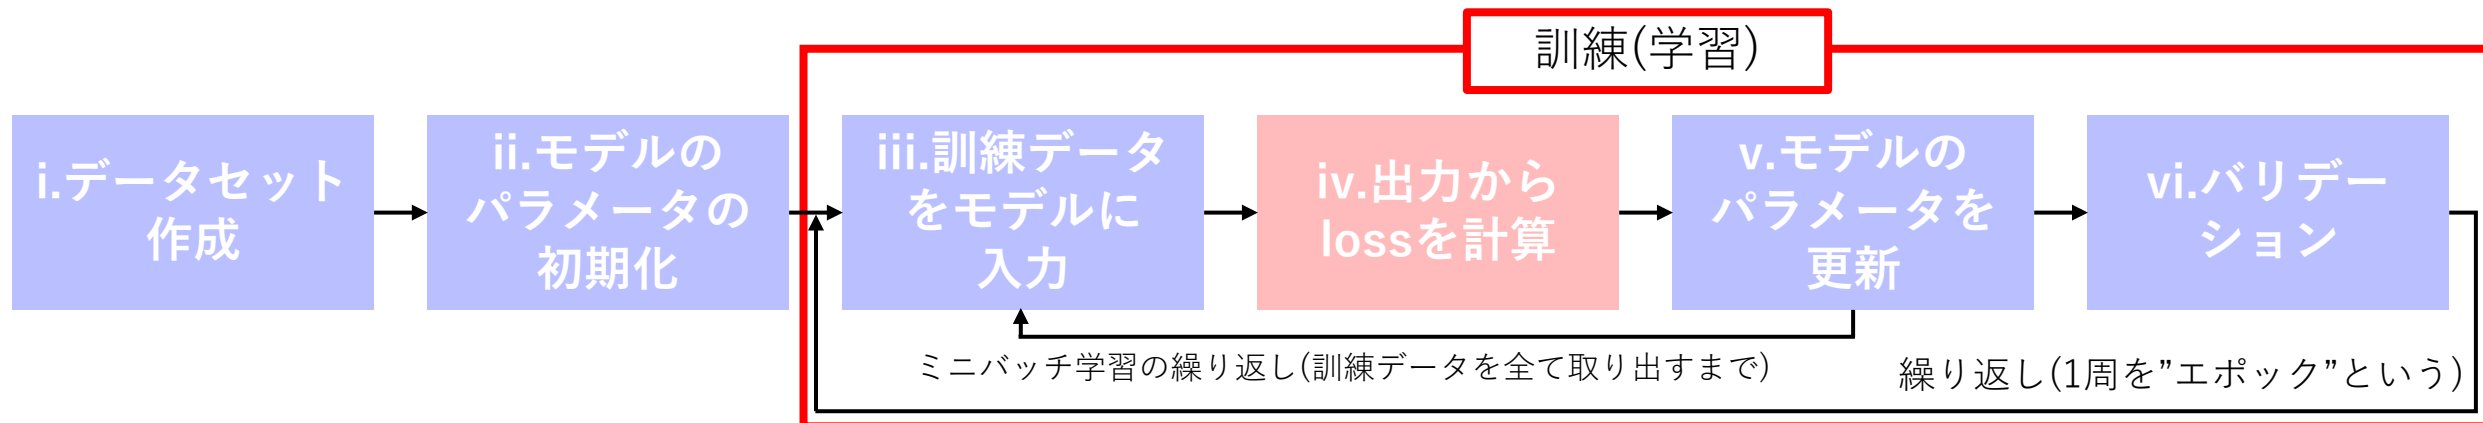 訓練(学習)
i.データセット
作成
ii.モデルの
パラメータの
初期化
iii.訓練データ
をモデルに
入力
iv.出力から
lossを計算
v.モデルの
パラメータを
更新
vi.バリデー
ション
ミニバッチ学習の繰り返し(訓練データを全て取り出すまで)
繰り返し(1周を”エポック”という)